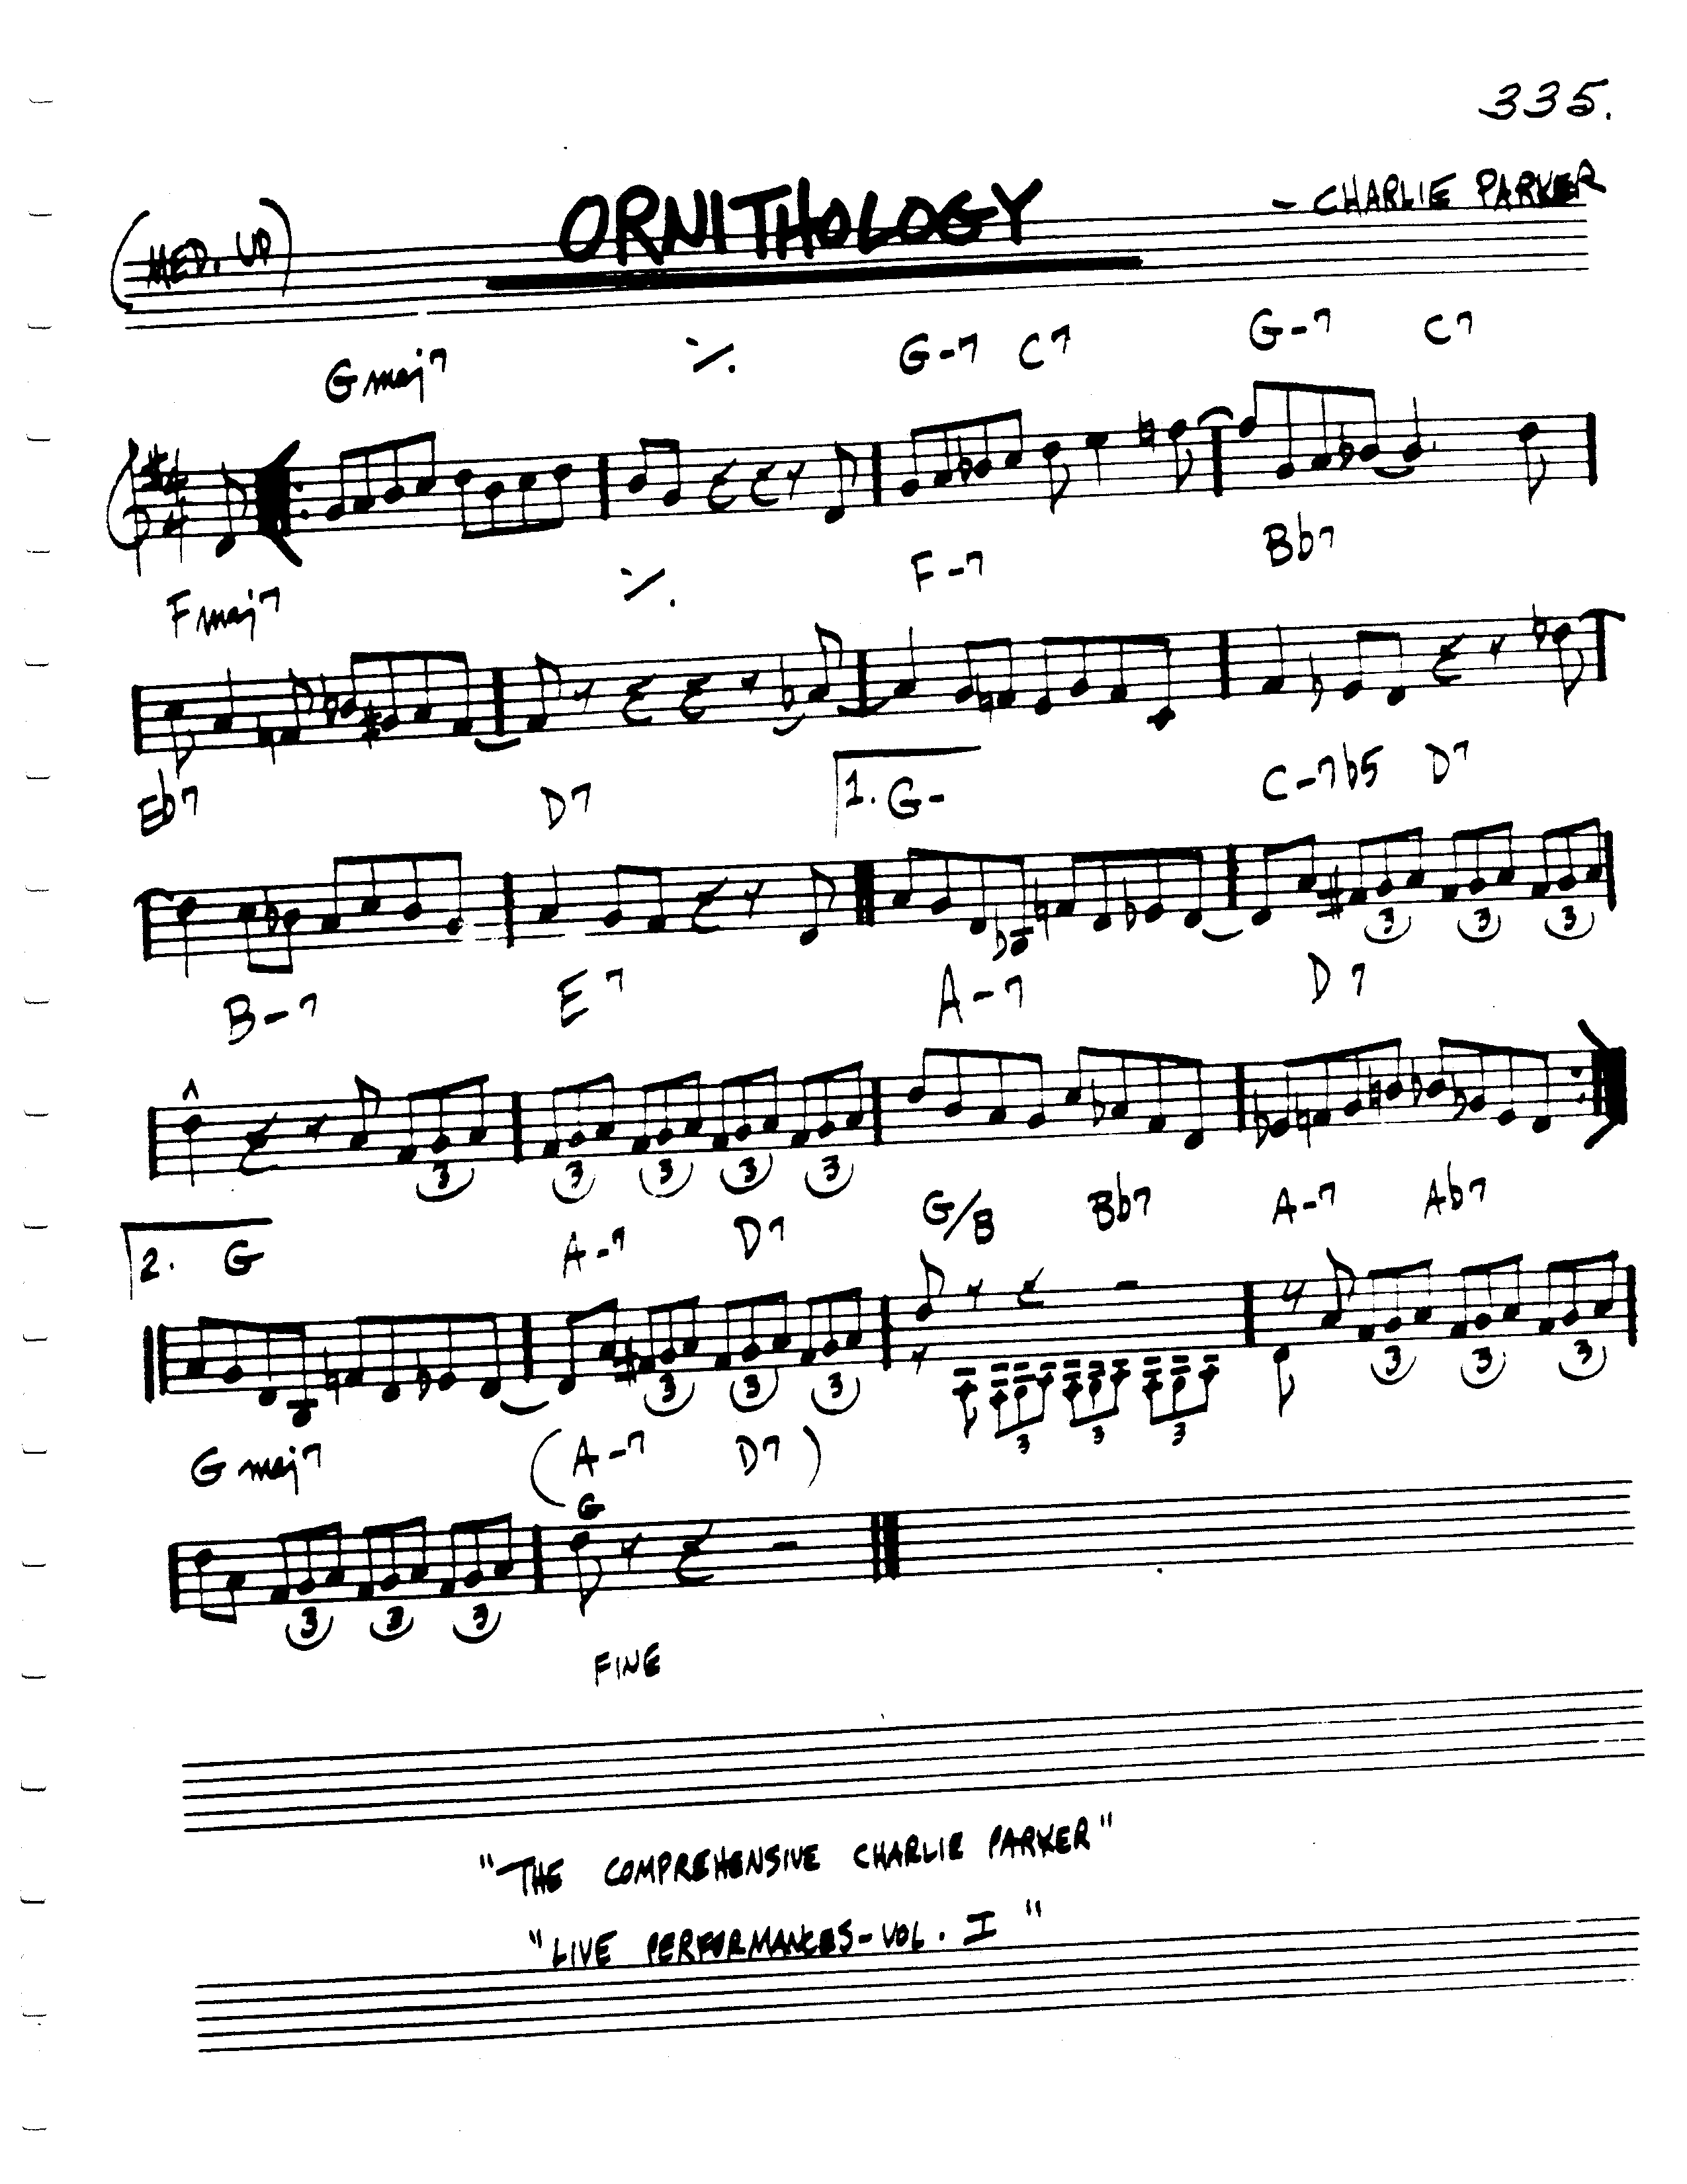 335.
ORNITHOLOGY
(MED. UP)
- CHARLIE PARKER
Gmaj7 ٪ G-7 C7 G-7 C7
Fmaj7 ٪ F-7 Bb7
Eb7 D7 1. G- C-7b5 D7
3 3 3
B-7 E7 A-7 D7
3 3 3 3 3
2. G A-7 D7 G/B Bb7 A-7 Ab7
3 3 3 3 3 3
3 3 3
Gmaj7 (A-7 D7)
G
3 3 3
FINE
"THE COMPREHENSIVE CHARLIE PARKER"
"LIVE PERFORMANCES-VOL. I"